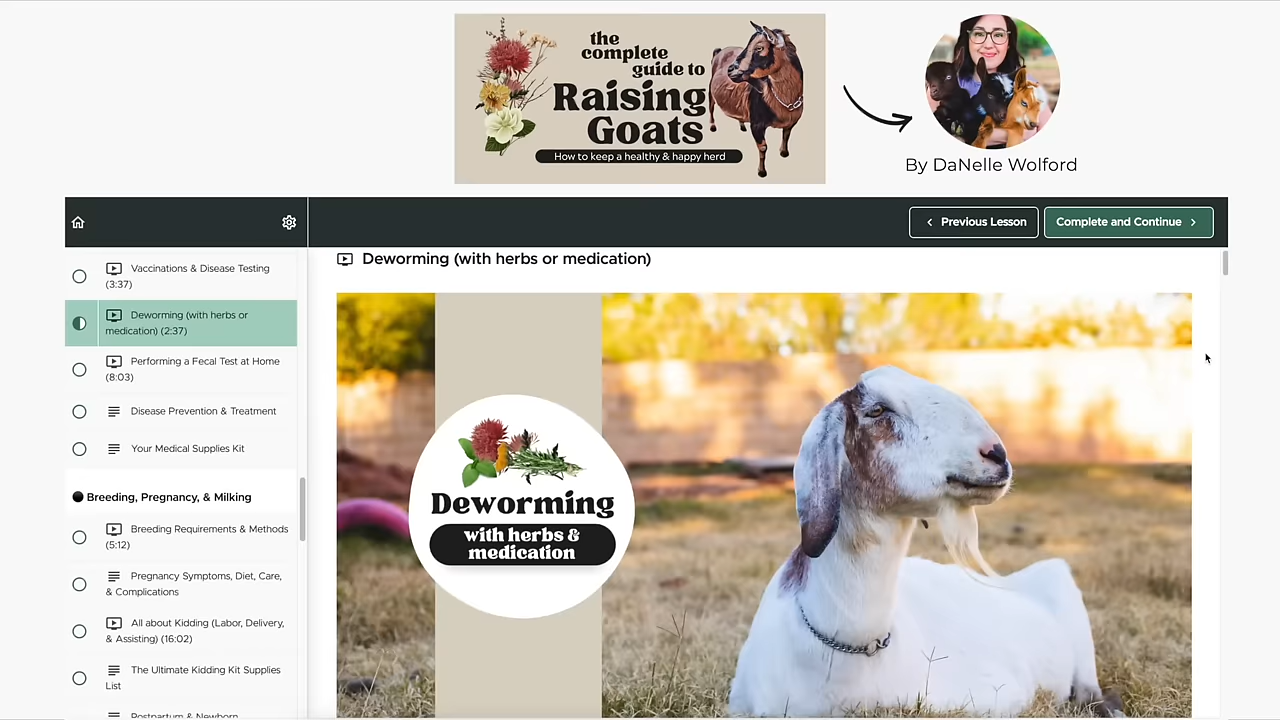 the
complete
guide to
Raising
Goats
How to keep a healthy & happy herd
By DaNelle Wolford
Previous Lesson
Complete and Continue
Vaccinations & Disease Testing
(3:37)
Deworming (with herbs or
medication) (2:37)
Performing a Fecal Test at Home
(8:03)
Disease Prevention & Treatment
Your Medical Supplies Kit
Breeding, Pregnancy, & Milking
Breeding Requirements & Methods
(5:12)
Pregnancy Symptoms, Diet, Care,
& Complications
All about Kidding (Labor, Delivery,
& Assisting) (16:02)
The Ultimate Kidding Kit Supplies
List
Postpartum & Newborn
Deworming (with herbs or medication)
Deworming
with herbs &
medication